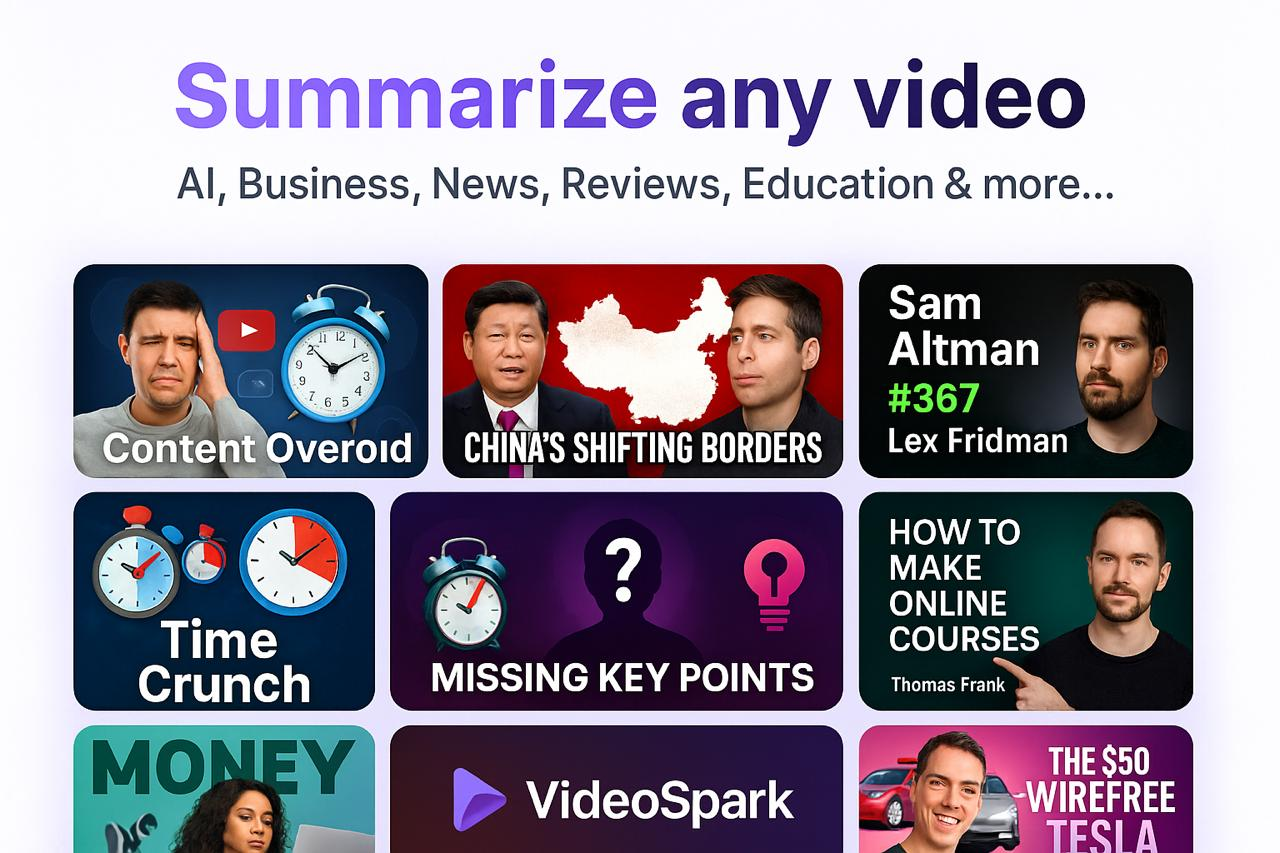 Summarize any video
AI, Business, News, Reviews, Education & more...
Content Overoıd
CHINA'S SHIFTING BORDERS
Sam
Altman
#367
Lex Fridman
Time
Crunch
MISSING KEY POINTS
HOW TO
MAKE
ONLINE
COURSES
Thomas Frank
MONEY
VideoSpark
THE $50
WIREFREE
TESLA